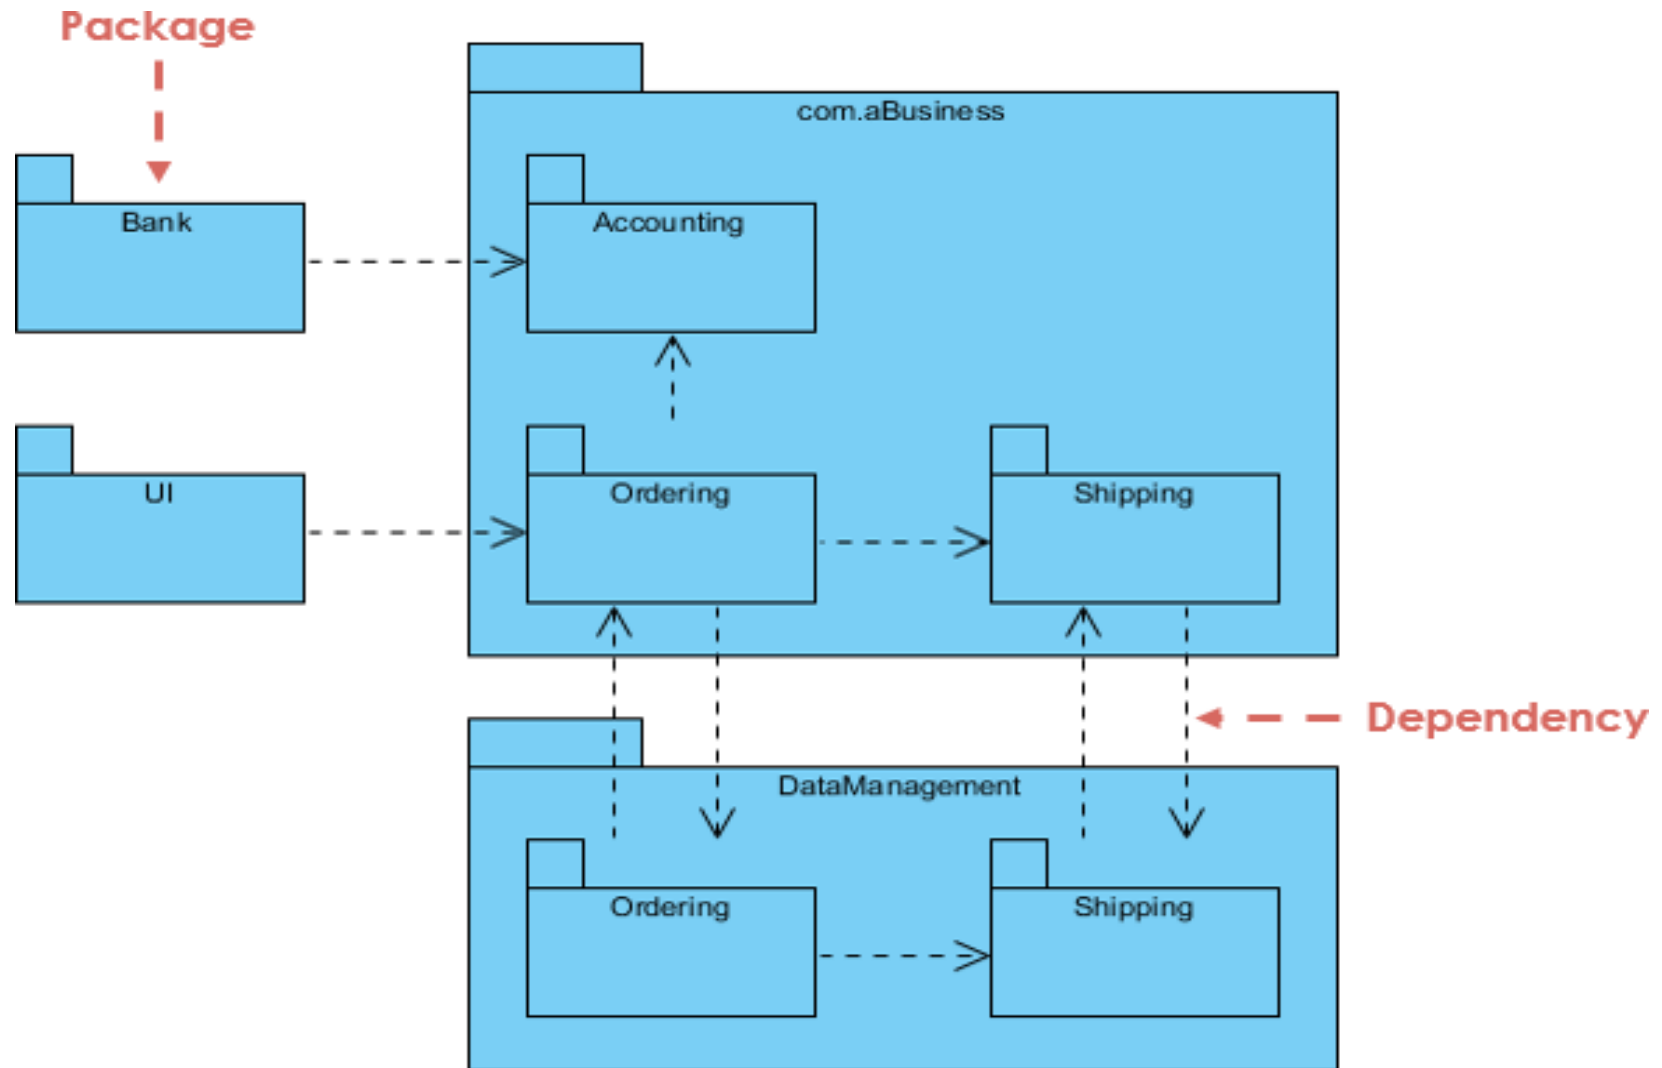 Package
com.aBusiness
Bank
Accounting
UI
Ordering
Shipping
Dependency
DataManagement
Ordering
Shipping